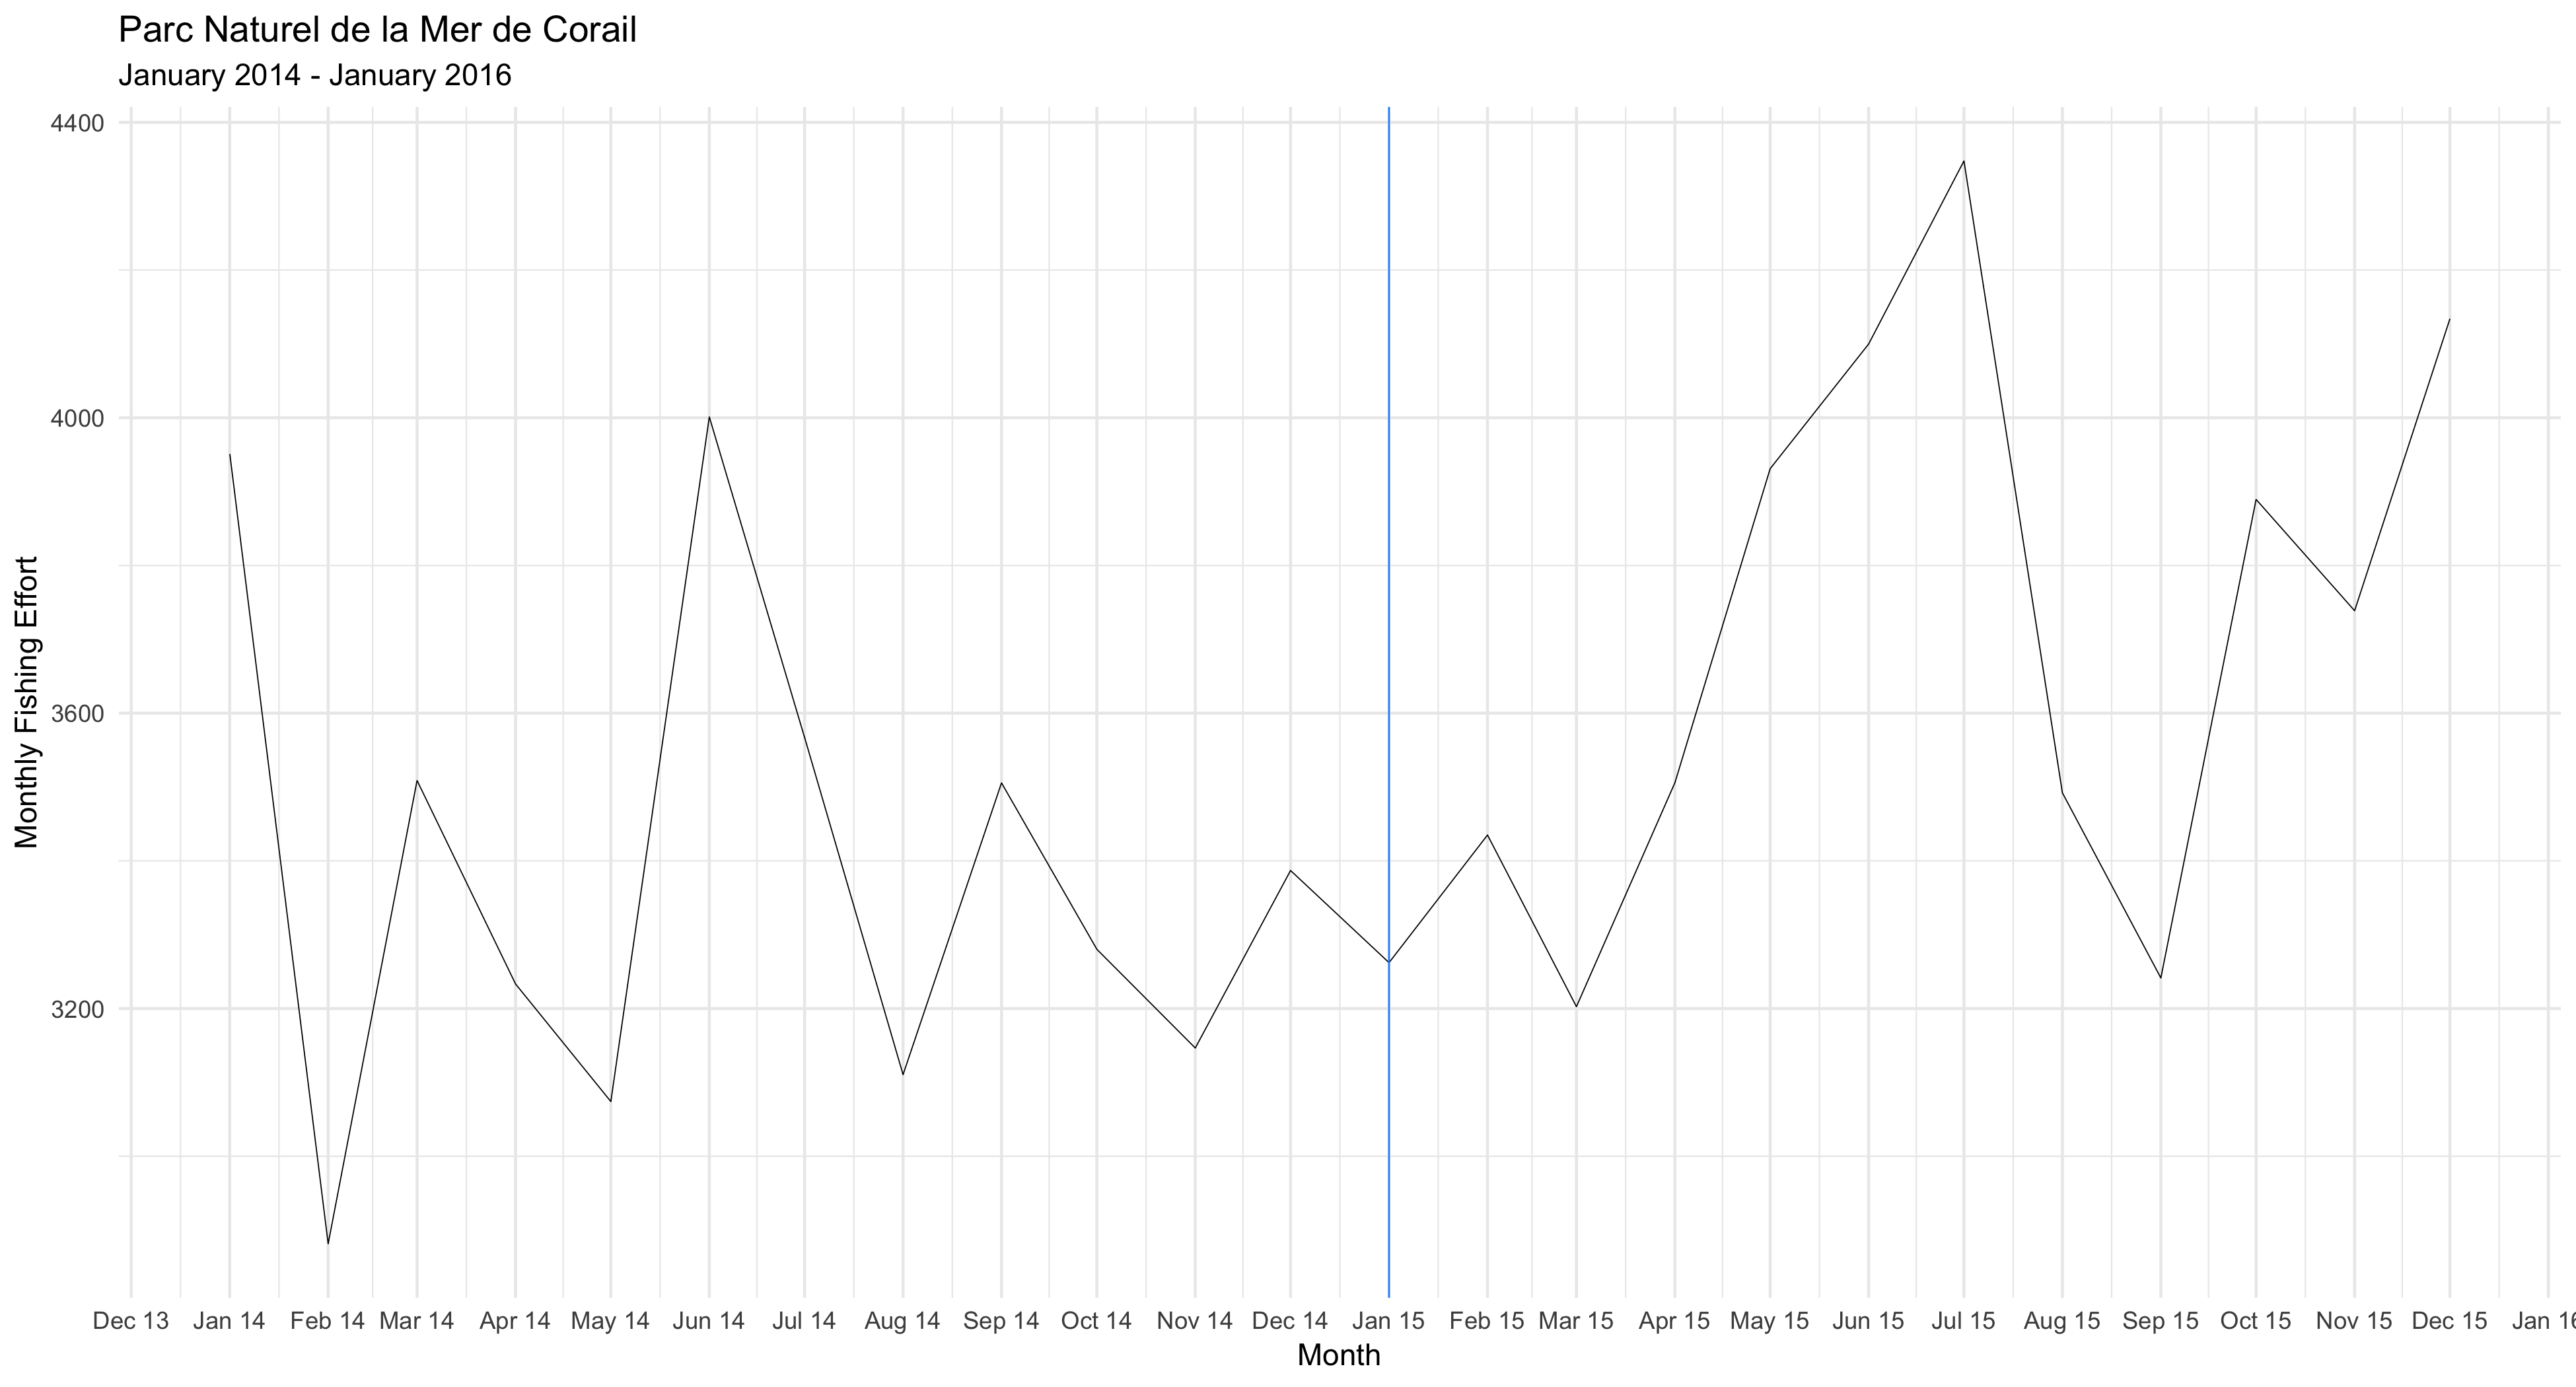 Parc Naturel de la Mer de Corail
January 2014 - January 2016
4400
4000
3600
3200
Monthly Fishing Effort
Dec 13 Jan 14 Feb 14 Mar 14 Apr 14 May 14 Jun 14 Jul 14 Aug 14 Sep 14 Oct 14 Nov 14 Dec 14 Jan 15 Feb 15 Mar 15 Apr 15 May 15 Jun 15 Jul 15 Aug 15 Sep 15 Oct 15 Nov 15 Dec 15 Jan 16
Month